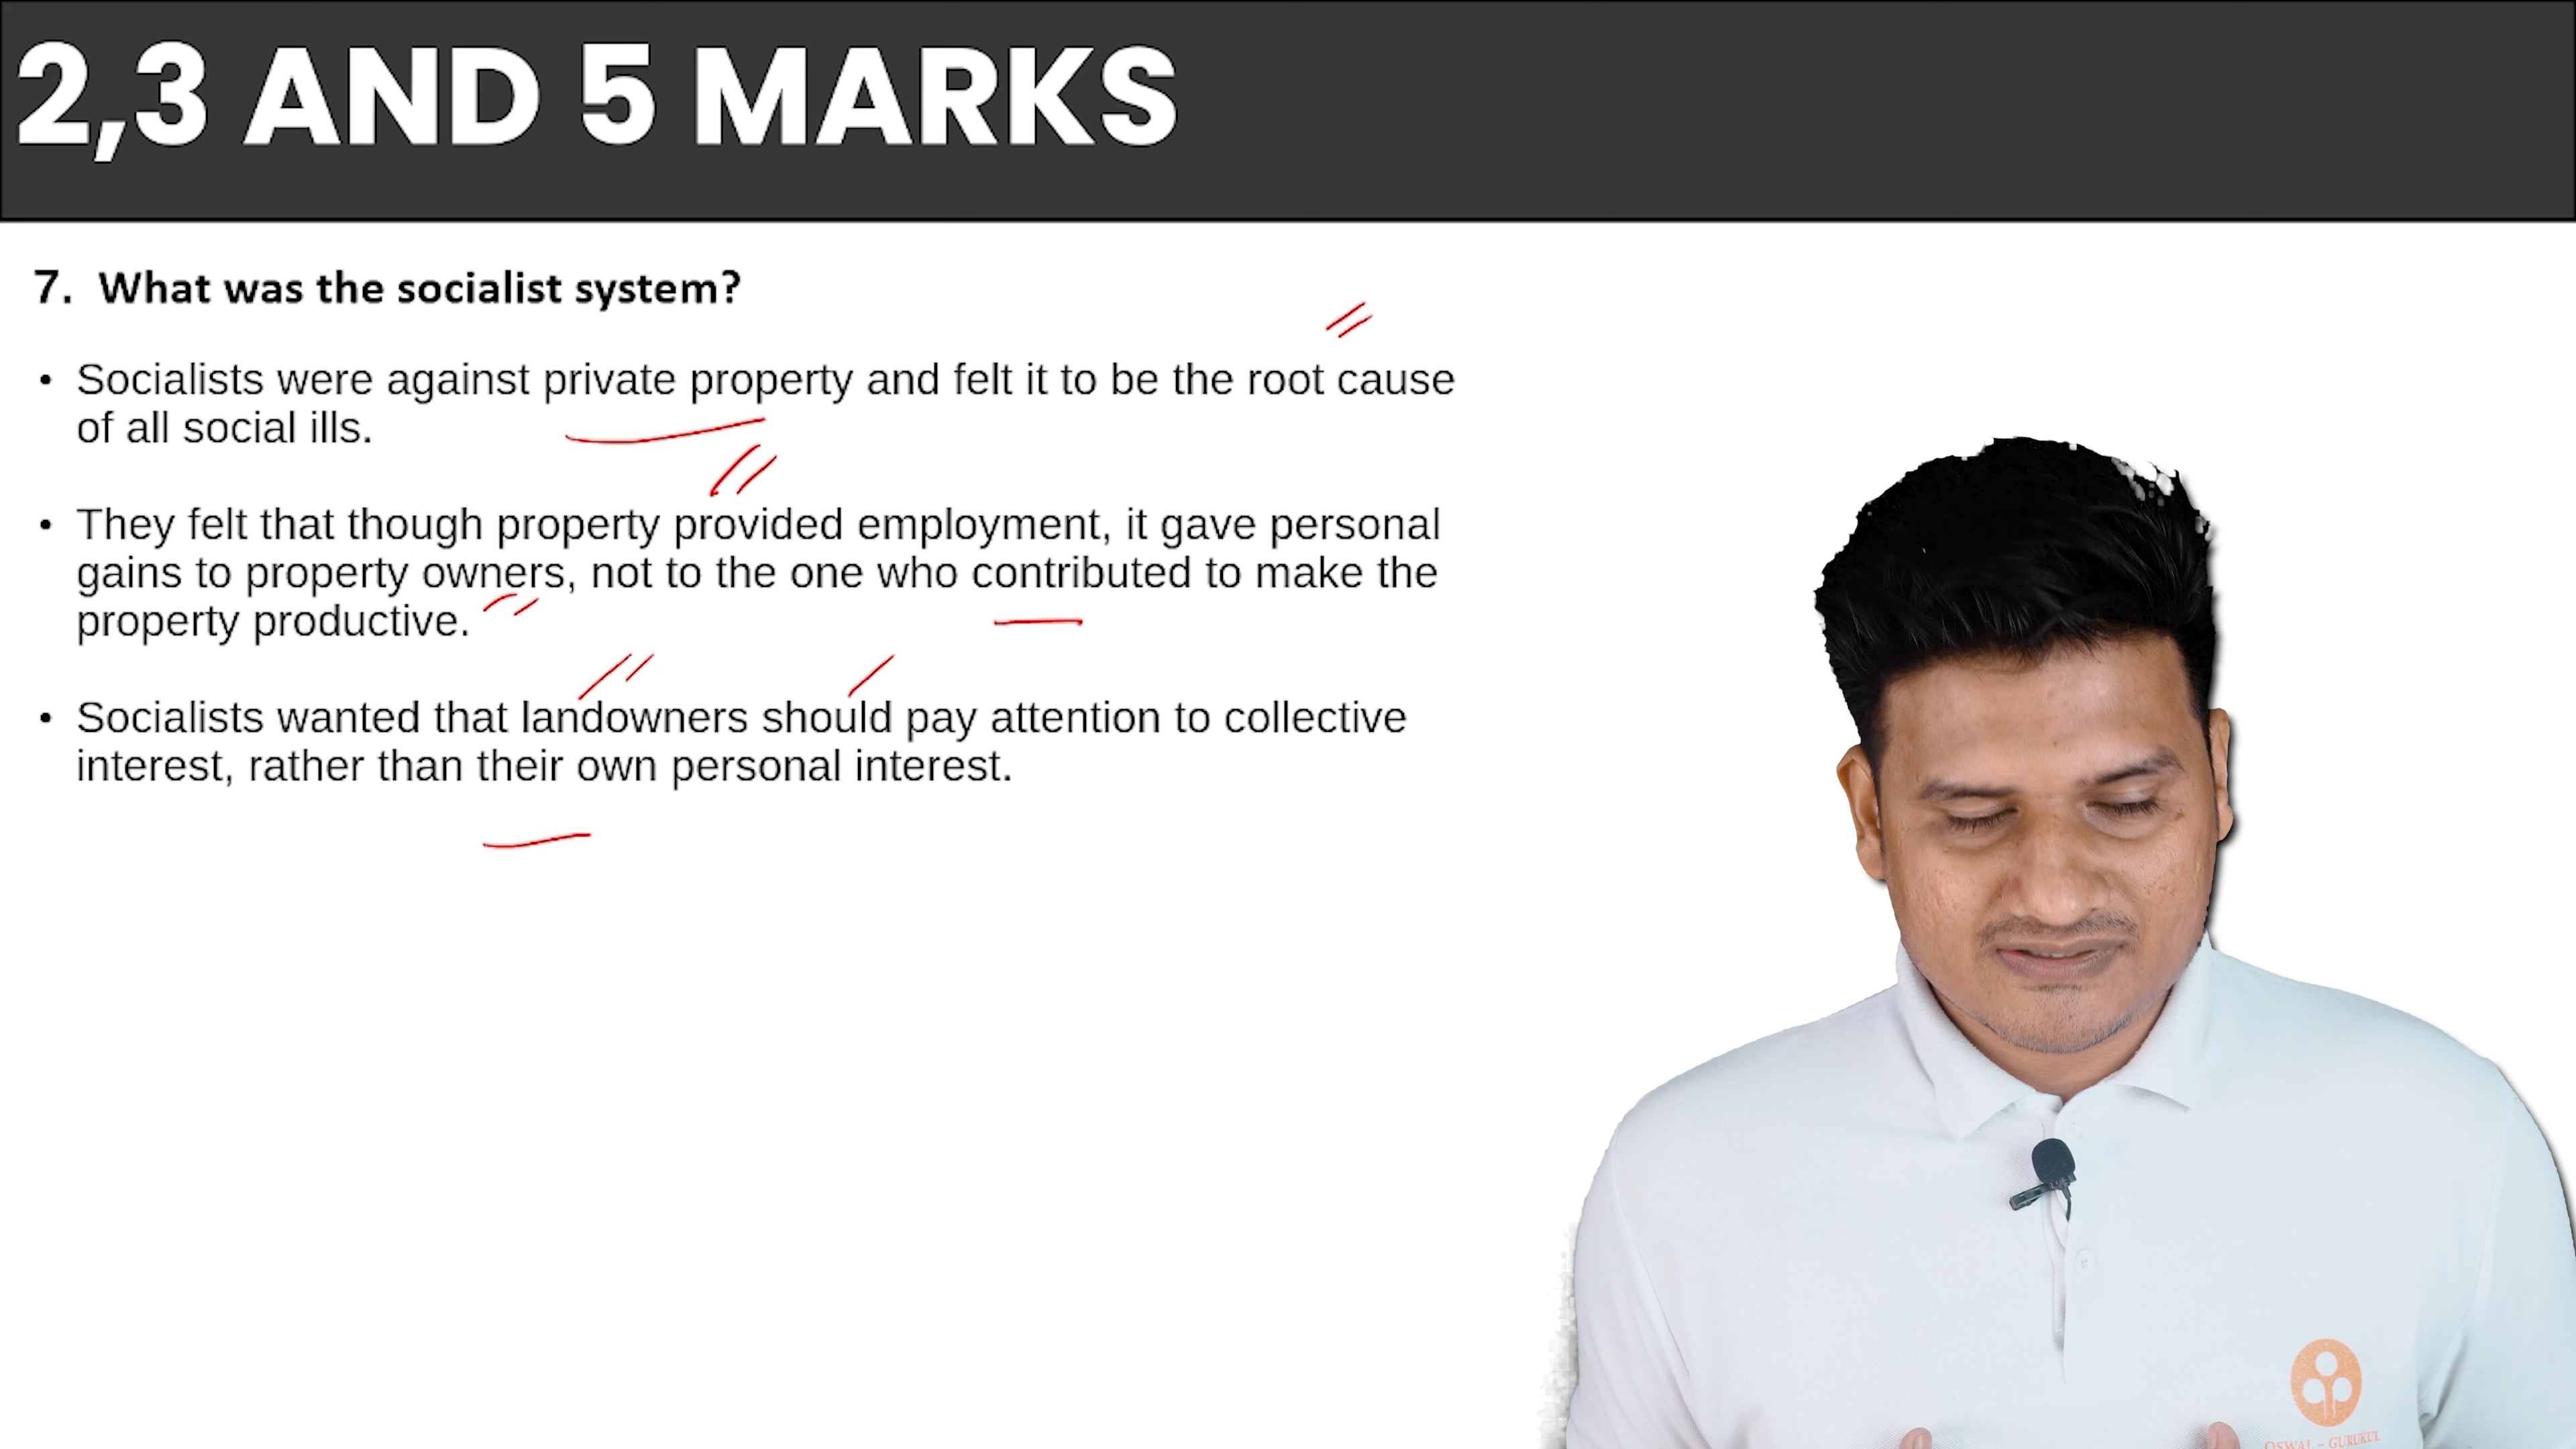 2,3 AND 5 MARKS
7. What was the socialist system?
• Socialists were against private property and felt it to be the root cause
of all social ills.
• They felt that though property provided employment, it gave personal
gains to property owners, not to the one who contributed to make the
property productive.
• Socialists wanted that landowners should pay attention to collective
interest, rather than their own personal interest.
OSWAL - GURUKUL